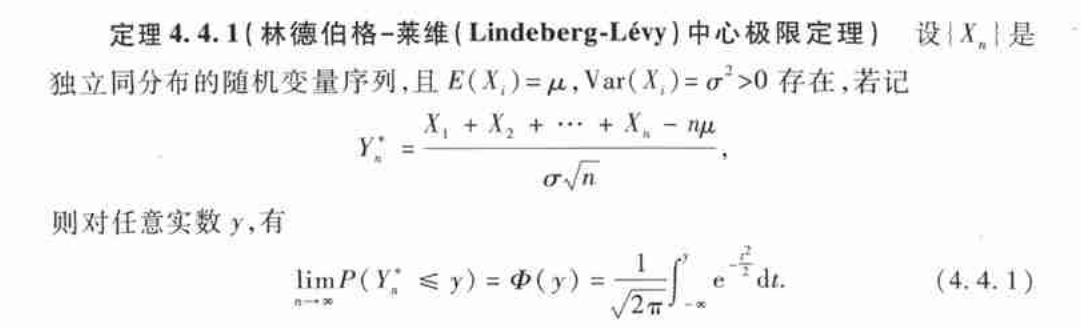 定理 4.4.1(林德伯格-莱维(Lindeberg-Lévy)中心极限定理) 设{Xₙ}是
独立同分布的随机变量序列,且 E(Xᵢ)=μ,Var(Xᵢ)=σ²>0 存在,若记
Yₙ* = (X₁ + X₂ + ⋯ + Xₙ - nμ) / (σ√n),
则对任意实数 y,有
lim_{n→∞} P(Yₙ* ≤ y) = Φ(y) = 1/√(2π) ∫_{-∞}^{y} e^{-t²/2} dt. (4.4.1)